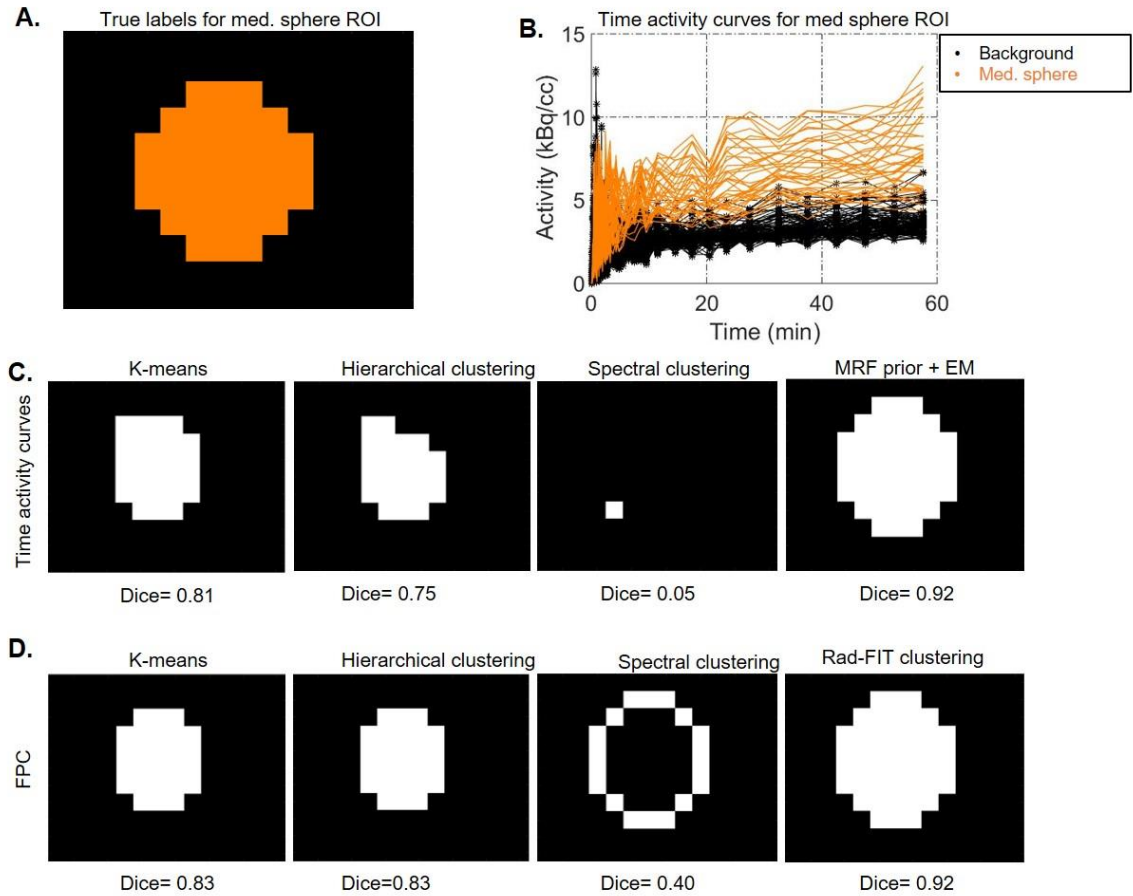 A.
True labels for med. sphere ROI
B.
Time activity curves for med sphere ROI
15
10
5
0
0 20 40 60
Activity (kBq/cc)
Time (min)
Background
Med. sphere
C.
K-means Hierarchical clustering Spectral clustering MRF prior + EM
Time activity curves
Dice= 0.81 Dice= 0.75 Dice= 0.05 Dice= 0.92
D.
K-means Hierarchical clustering Spectral clustering Rad-FIT clustering
FPC
Dice= 0.83 Dice=0.83 Dice= 0.40 Dice= 0.92